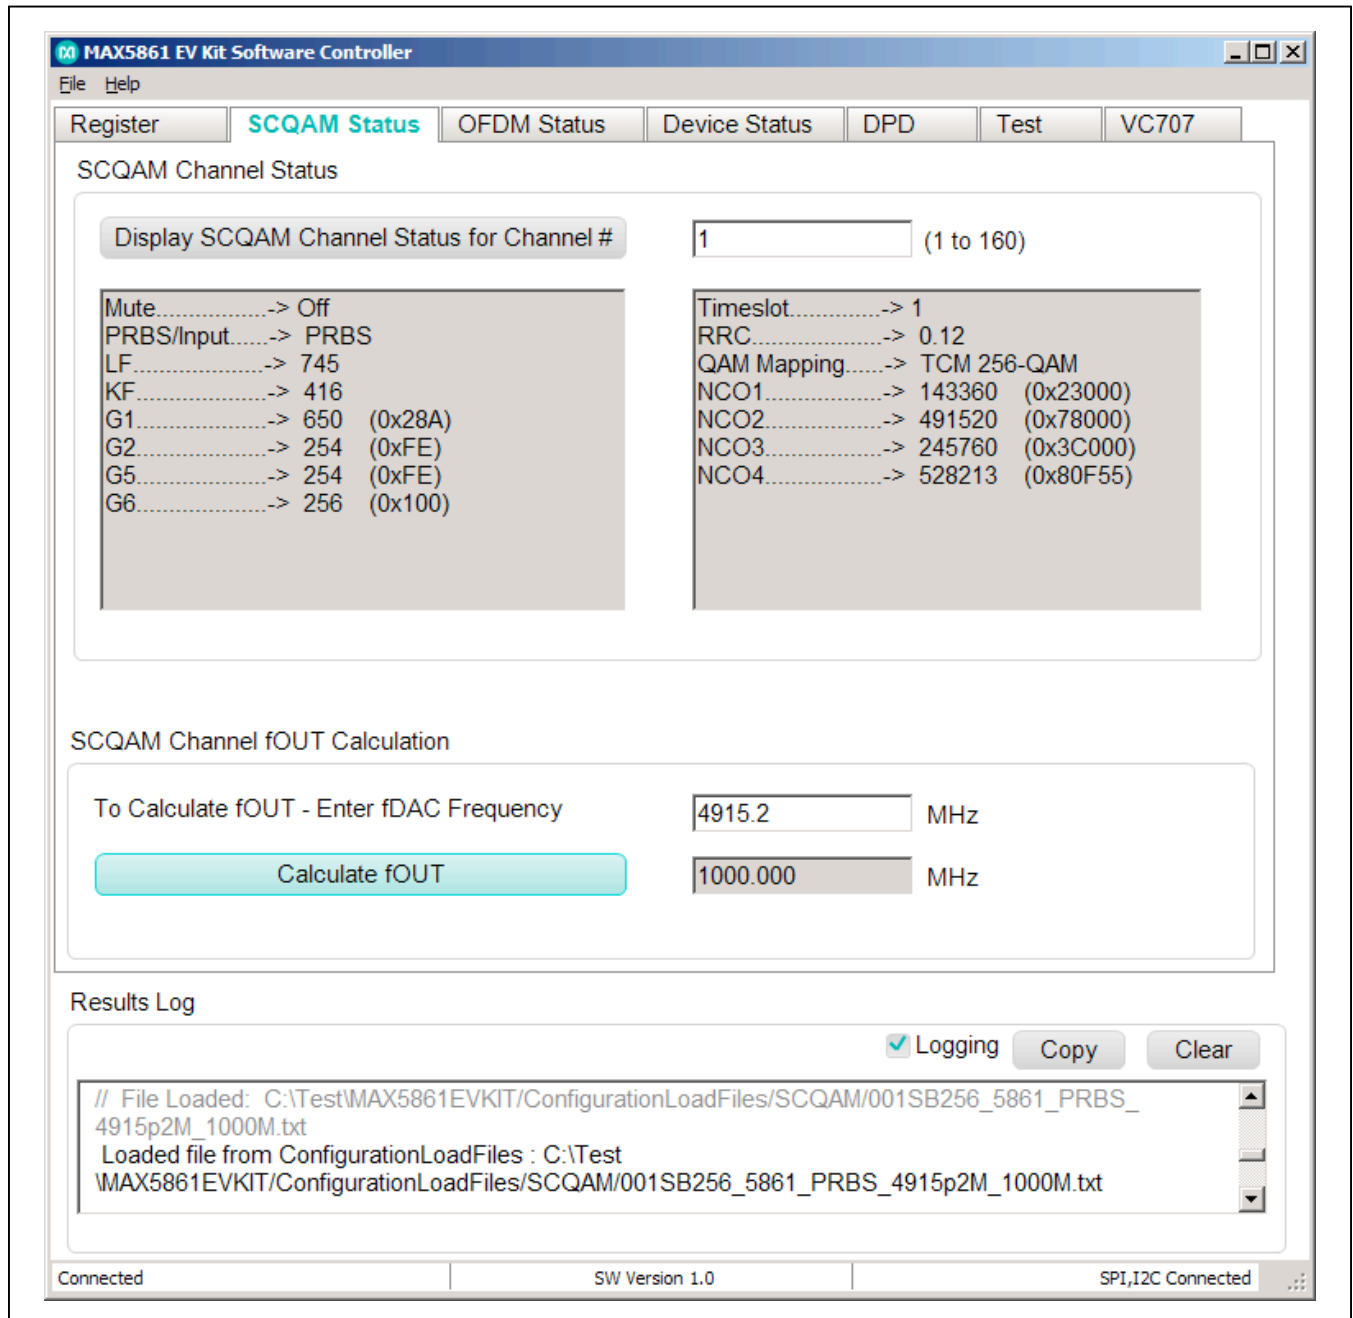 MAX5861 EV Kit Software Controller
File Help
Register SCQAM Status OFDM Status Device Status DPD Test VC707
SCQAM Channel Status
Display SCQAM Channel Status for Channel # 1 (1 to 160)
Mute..................-> Off
PRBS/Input......-> PRBS
LF.....................-> 745
KF.....................-> 416
G1.....................-> 650 (0x28A)
G2.....................-> 254 (0xFE)
G5.....................-> 254 (0xFE)
G6.....................-> 256 (0x100)
Timeslot..............-> 1
RRC.....................-> 0.12
QAM Mapping......-> TCM 256-QAM
NCO1...................-> 143360 (0x23000)
NCO2...................-> 491520 (0x78000)
NCO3...................-> 245760 (0x3C000)
NCO4...................-> 528213 (0x80F55)
SCQAM Channel fOUT Calculation
To Calculate fOUT - Enter fDAC Frequency 4915.2 MHz
Calculate fOUT 1000.000 MHz
Results Log
Logging Copy Clear
// File Loaded: C:\Test\MAX5861EVKIT/ConfigurationLoadFiles/SCQAM/001SB256_5861_PRBS_
4915p2M_1000M.txt
Loaded file from ConfigurationLoadFiles : C:\Test
\MAX5861EVKIT/ConfigurationLoadFiles/SCQAM/001SB256_5861_PRBS_4915p2M_1000M.txt
Connected SW Version 1.0 SPI,I2C Connected